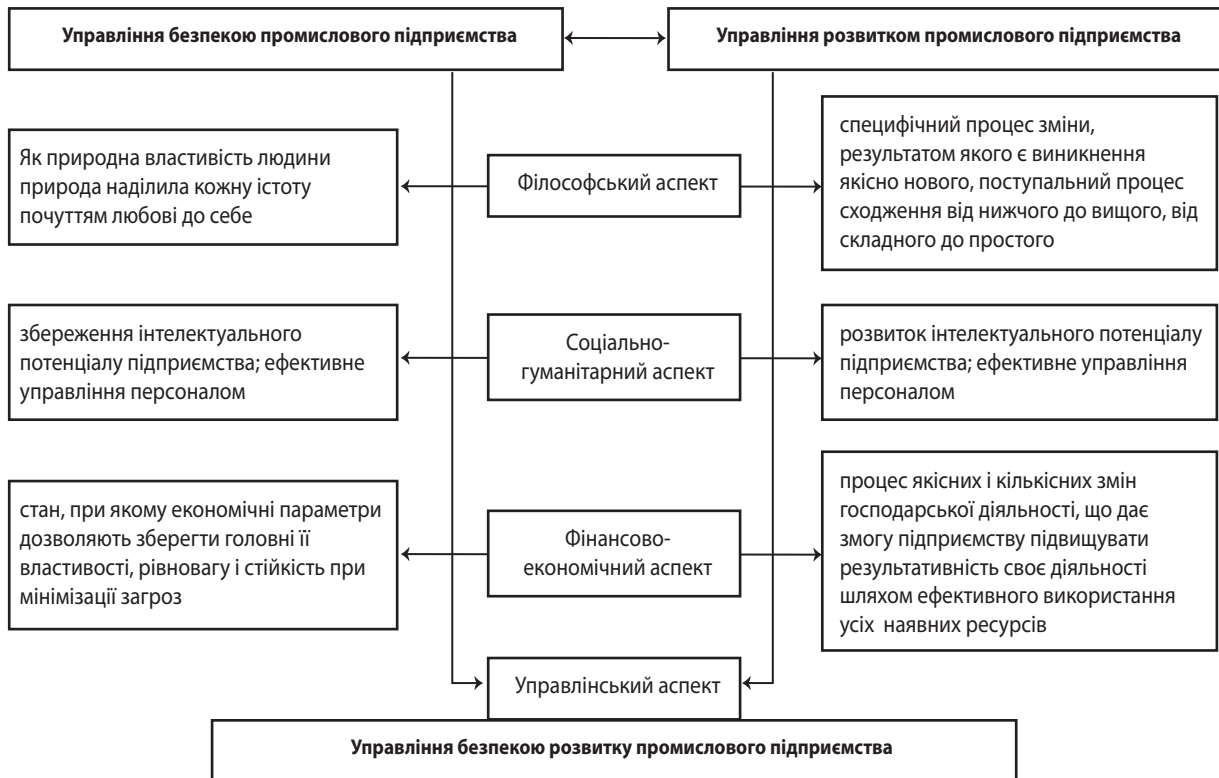 Управління безпекою промислового підприємства
Управління розвитком промислового підприємства
Як природна властивість людини
природа наділила кожну істоту
почуттям любові до себе
Філософський аспект
специфічний процес зміни,
результатом якого є виникнення
якісно нового, поступальний процес
сходження від нижчого до вищого, від
складного до простого
збереження інтелектуального
потенціалу підприємства; ефективне
управління персоналом
Соціально-
гуманітарний аспект
розвиток інтелектуального потенціалу
підприємства; ефективне управління
персоналом
стан, при якому економічні параметри
дозволяють зберегти головні її
властивості, рівновагу і стійкість при
мінімізації загроз
Фінансово-
економічний аспект
процес якісних і кількісних змін
господарської діяльності, що дає
змогу підприємству підвищувати
результативність своє діяльності
шляхом ефективного використання
усіх наявних ресурсів
Управлінський аспект
Управління безпекою розвитку промислового підприємства